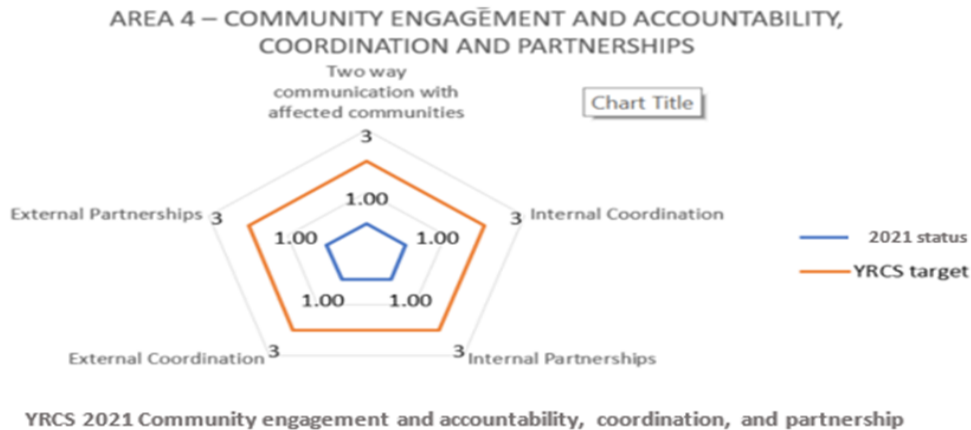 AREA 4 – COMMUNITY ENGAGEMENT AND ACCOUNTABILITY,
COORDINATION AND PARTNERSHIPS
Two way
communication with
affected communities
Chart Title
3
1.00
External Partnerships 3
3 Internal Coordination
1.00
1.00
2021 status
YRCS target
1.00
1.00
External Coordination 3
3 Internal Partnerships
YRCS 2021 Community engagement and accountability, coordination, and partnership